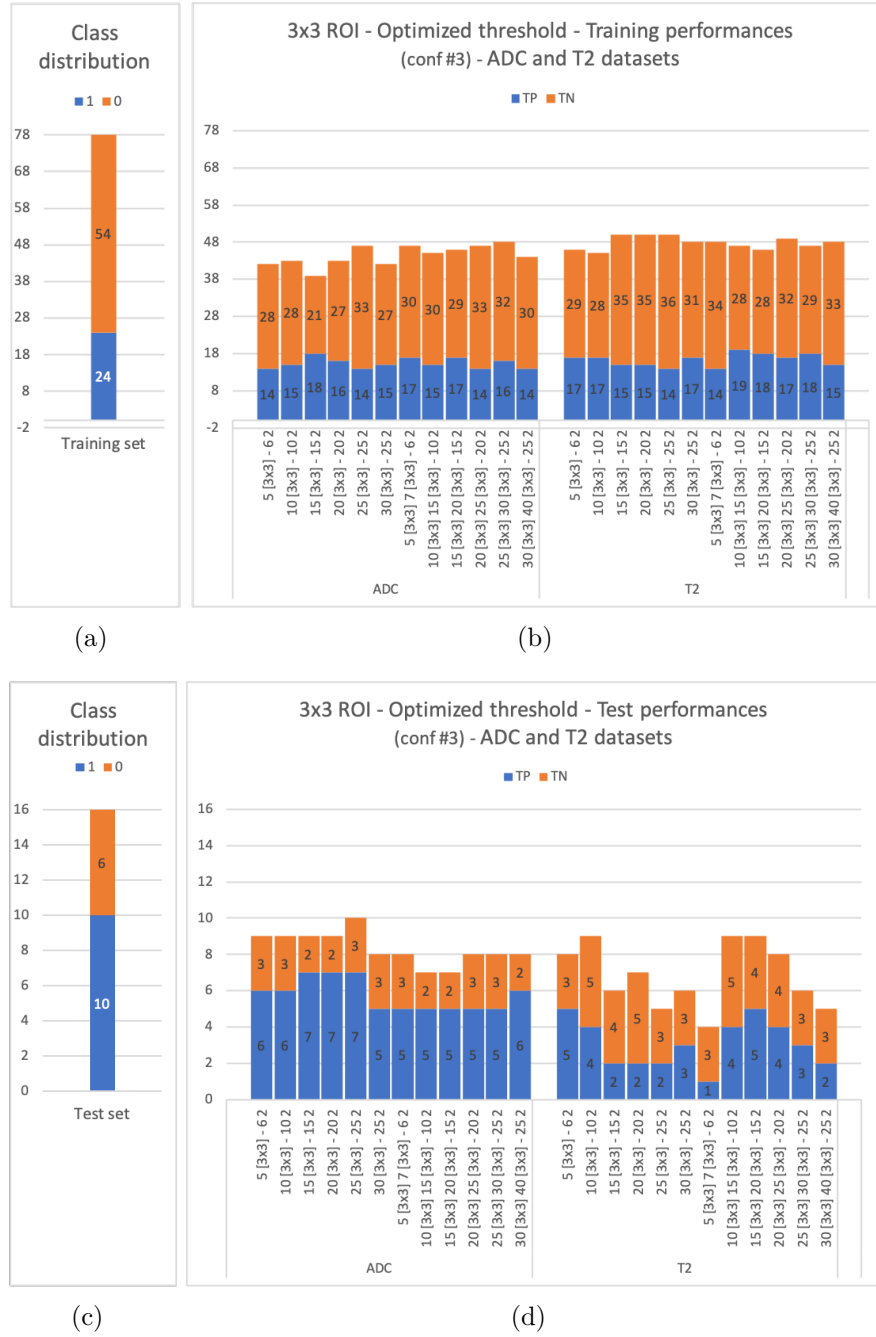 Class
distribution
1 0
78
68
58
48
38
28
18
8
-2
54
24
Training set
(a)
3x3 ROI - Optimized threshold - Training performances
(conf #3) - ADC and T2 datasets
TP TN
78
68
58
48
38
28
18
8
-2
28 28 21 27 33 27 30 30 29 33 32 30 29 28 35 35 36 31 34 28 28 32 29 33
14 15 18 16 14 15 17 15 17 14 16 14 17 17 15 15 14 17 14 19 18 17 18 15
5 [3x3] - 6 2
10 [3x3] - 10 2
15 [3x3] - 15 2
20 [3x3] - 20 2
25 [3x3] - 25 2
30 [3x3] - 25 2
5 [3x3] 7 [3x3] - 6 2
10 [3x3] 15 [3x3] - 10 2
15 [3x3] 20 [3x3] - 15 2
20 [3x3] 25 [3x3] - 20 2
25 [3x3] 30 [3x3] - 25 2
30 [3x3] 40 [3x3] - 25 2
5 [3x3] - 6 2
10 [3x3] - 10 2
15 [3x3] - 15 2
20 [3x3] - 20 2
25 [3x3] - 25 2
30 [3x3] - 25 2
5 [3x3] 7 [3x3] - 6 2
10 [3x3] 15 [3x3] - 10 2
15 [3x3] 20 [3x3] - 15 2
20 [3x3] 25 [3x3] - 20 2
25 [3x3] 30 [3x3] - 25 2
30 [3x3] 40 [3x3] - 25 2
ADC T2
(b)
Class
distribution
1 0
16
14
12
10
8
6
4
2
0
6
10
Test set
(c)
3x3 ROI - Optimized threshold - Test performances
(conf #3) - ADC and T2 datasets
TP TN
16
14
12
10
8
6
4
2
0
3 3 2 2 3 3 3 2 2 3 3 2 3 5 4 5 3 3 3 5 4 4 3 3
6 6 7 7 7 5 5 5 5 5 5 6 5 4 2 2 2 3 1 4 5 4 3 2
5 [3x3] - 6 2
10 [3x3] - 10 2
15 [3x3] - 15 2
20 [3x3] - 20 2
25 [3x3] - 25 2
30 [3x3] - 25 2
5 [3x3] 7 [3x3] - 6 2
10 [3x3] 15 [3x3] - 10 2
15 [3x3] 20 [3x3] - 15 2
20 [3x3] 25 [3x3] - 20 2
25 [3x3] 30 [3x3] - 25 2
30 [3x3] 40 [3x3] - 25 2
5 [3x3] - 6 2
10 [3x3] - 10 2
15 [3x3] - 15 2
20 [3x3] - 20 2
25 [3x3] - 25 2
30 [3x3] - 25 2
5 [3x3] 7 [3x3] - 6 2
10 [3x3] 15 [3x3] - 10 2
15 [3x3] 20 [3x3] - 15 2
20 [3x3] 25 [3x3] - 20 2
25 [3x3] 30 [3x3] - 25 2
30 [3x3] 40 [3x3] - 25 2
ADC T2
(d)